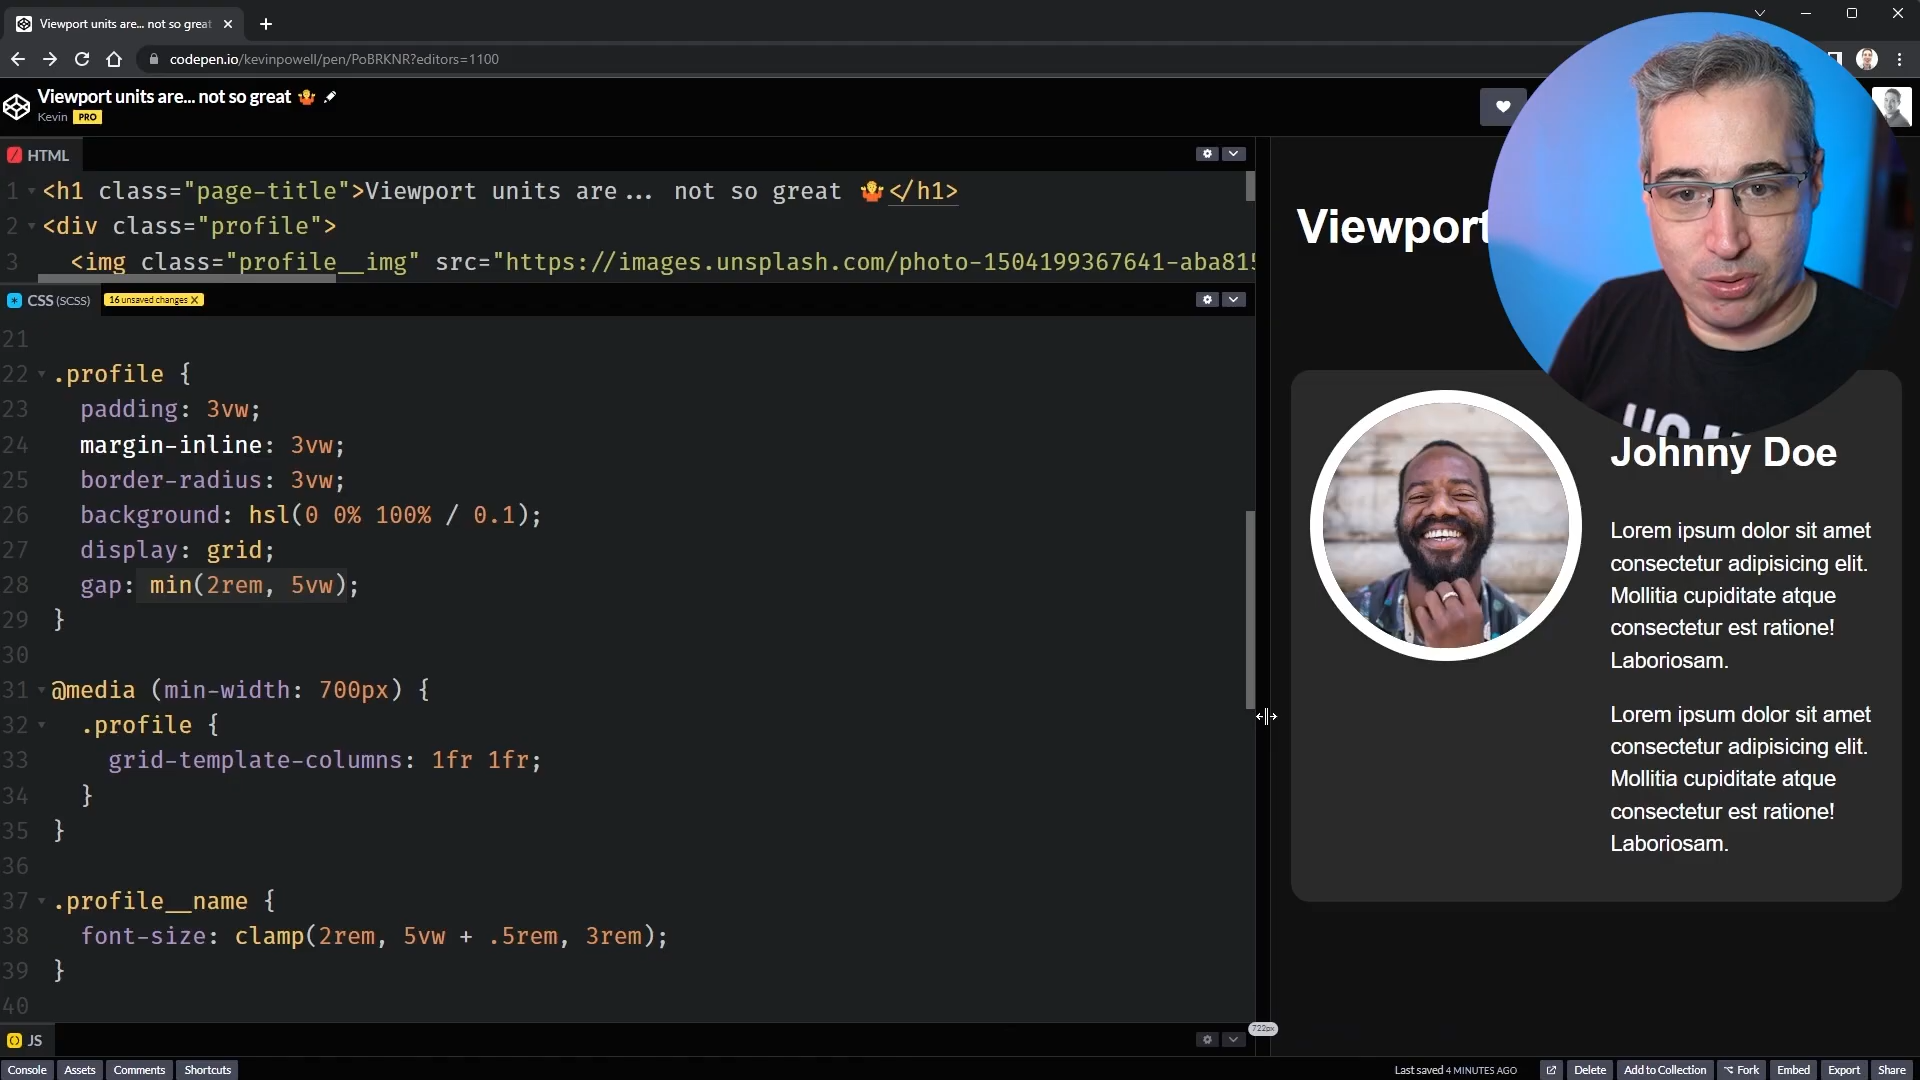 Viewport units are... not so great
codepen.io/kevinpowell/pen/PoBRKNR?editors=1100
Viewport units are... not so great 🤷
Kevin PRO
HTML
1 <h1 class="page-title">Viewport units are... not so great 🤷</h1>
2 <div class="profile">
3 <img class="profile__img" src="https://images.unsplash.com/photo-1504199367641-aba815
CSS (SCSS) 16 unsaved changes X
21
22 .profile {
23 padding: 3vw;
24 margin-inline: 3vw;
25 border-radius: 3vw;
26 background: hsl(0 0% 100% / 0.1);
27 display: grid;
28 gap: min(2rem, 5vw);
29 }
30
31 @media (min-width: 700px) {
32 .profile {
33 grid-template-columns: 1fr 1fr;
34 }
35 }
36
37 .profile__name {
38 font-size: clamp(2rem, 5vw + .5rem, 3rem);
39 }
40
JS
722px
Console Assets Comments Shortcuts
Last saved 4 MINUTES AGO Delete Add to Collection Fork Embed Export Share
Viewport
Johnny Doe
Lorem ipsum dolor sit amet
consectetur adipisicing elit.
Mollitia cupiditate atque
consectetur est ratione!
Laboriosam.
Lorem ipsum dolor sit amet
consectetur adipisicing elit.
Mollitia cupiditate atque
consectetur est ratione!
Laboriosam.